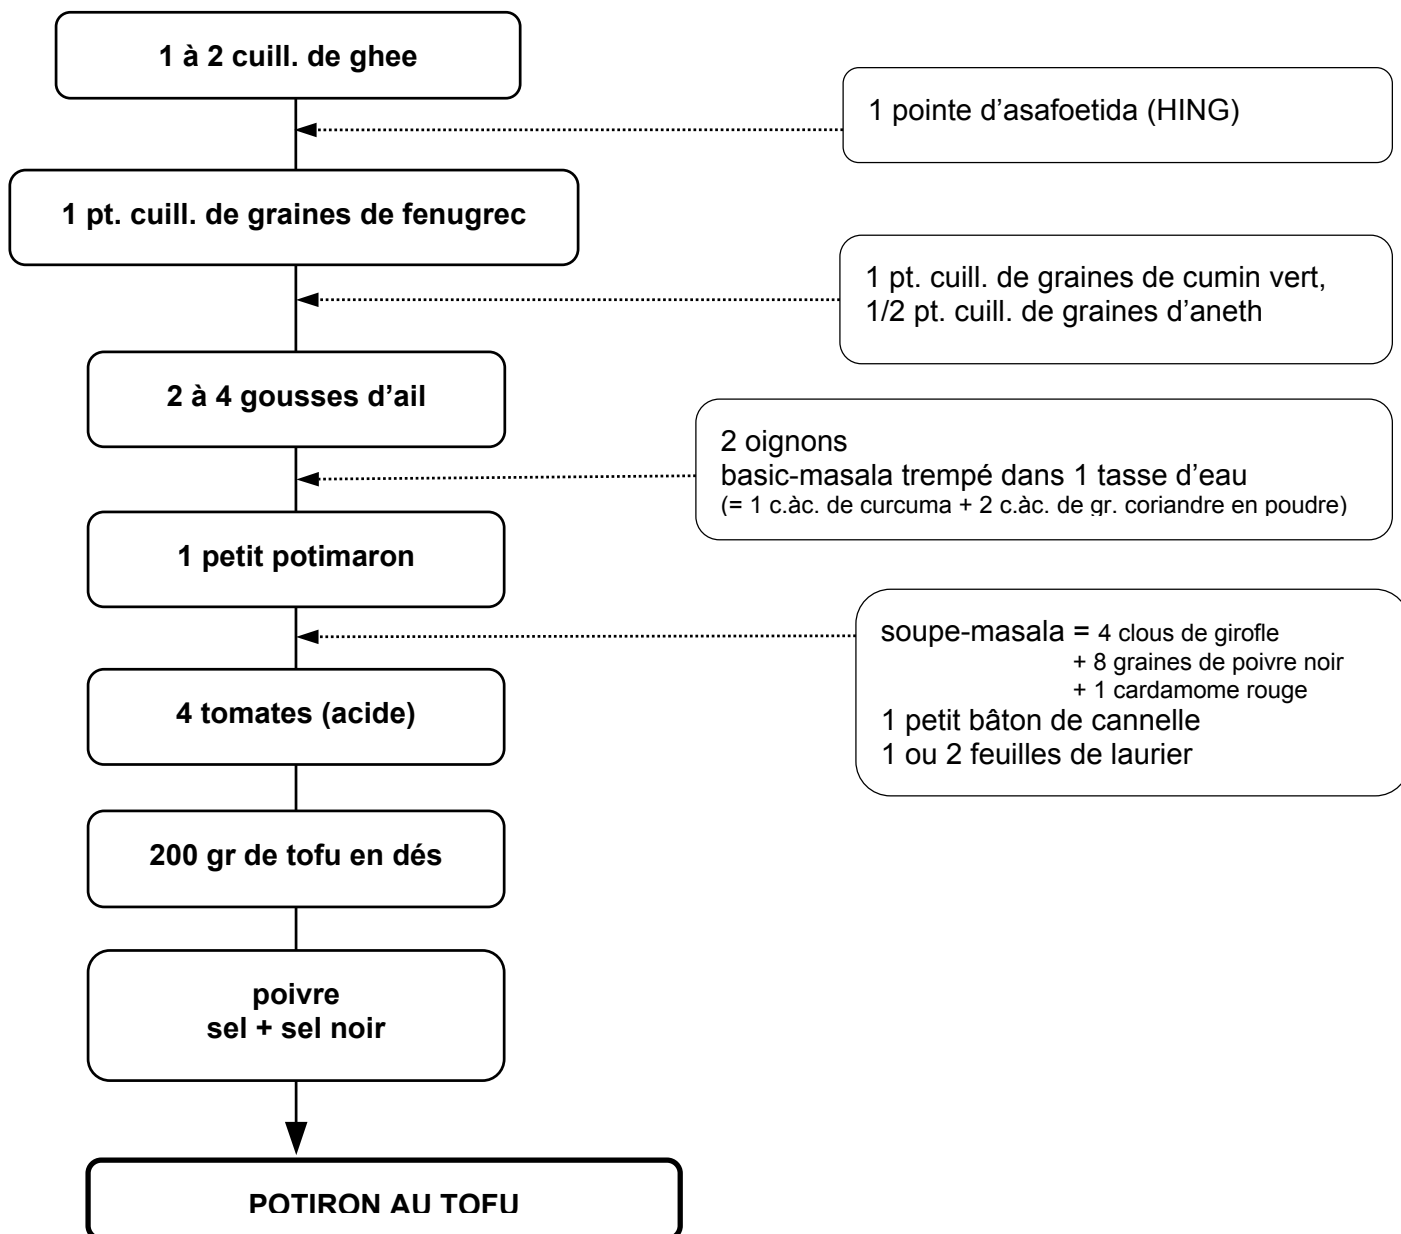 1 à 2 cuill. de ghee
1 pointe d’asafoetida (HING)
1 pt. cuill. de graines de fenugrec
1 pt. cuill. de graines de cumin vert,
1/2 pt. cuill. de graines d’aneth
2 à 4 gousses d’ail
2 oignons
basic-masala trempé dans 1 tasse d’eau
(= 1 c.àc. de curcuma + 2 c.àc. de gr. coriandre en poudre)
1 petit potimaron
soupe-masala = 4 clous de girofle
+ 8 graines de poivre noir
+ 1 cardamome rouge
1 petit bâton de cannelle
1 ou 2 feuilles de laurier
4 tomates (acide)
200 gr de tofu en dés
poivre
sel + sel noir
POTIRON AU TOFU